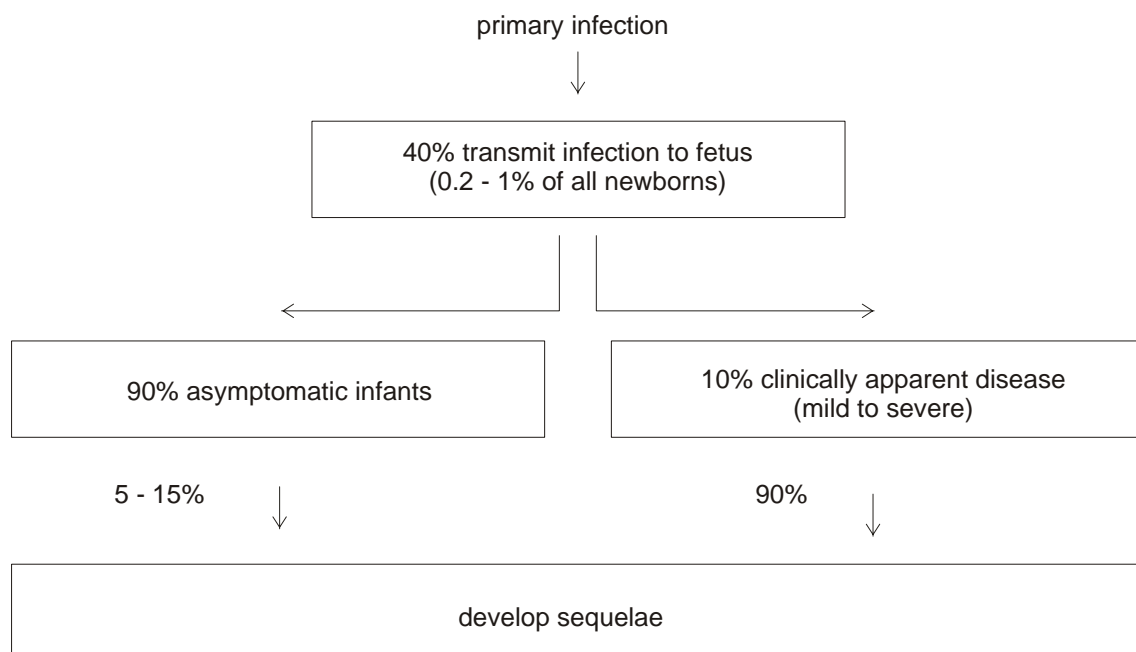 primary infection
40% transmit infection to fetus
(0.2 - 1% of all newborns)
90% asymptomatic infants
10% clinically apparent disease
(mild to severe)
5 - 15%
90%
develop sequelae